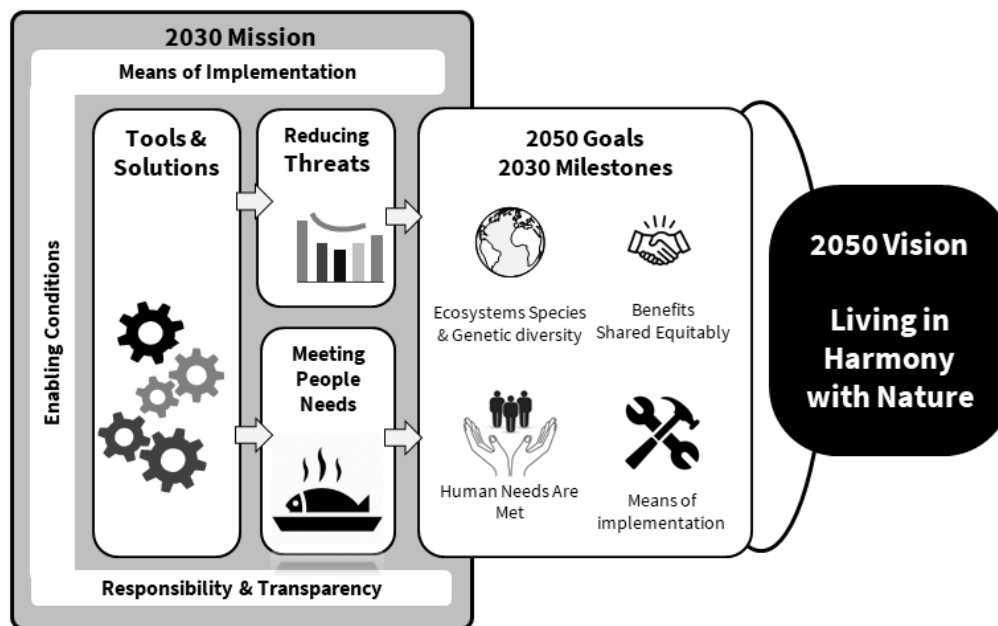 2030 Mission
Means of Implementation
Enabling Conditions
Tools &
Solutions
Reducing
Threats
Meeting
People
Needs
Responsibility & Transparency
2050 Goals
2030 Milestones
Ecosystems Species
& Genetic diversity
Benefits
Shared Equitably
Human Needs Are
Met
Means of
implementation
2050 Vision
Living in
Harmony
with Nature